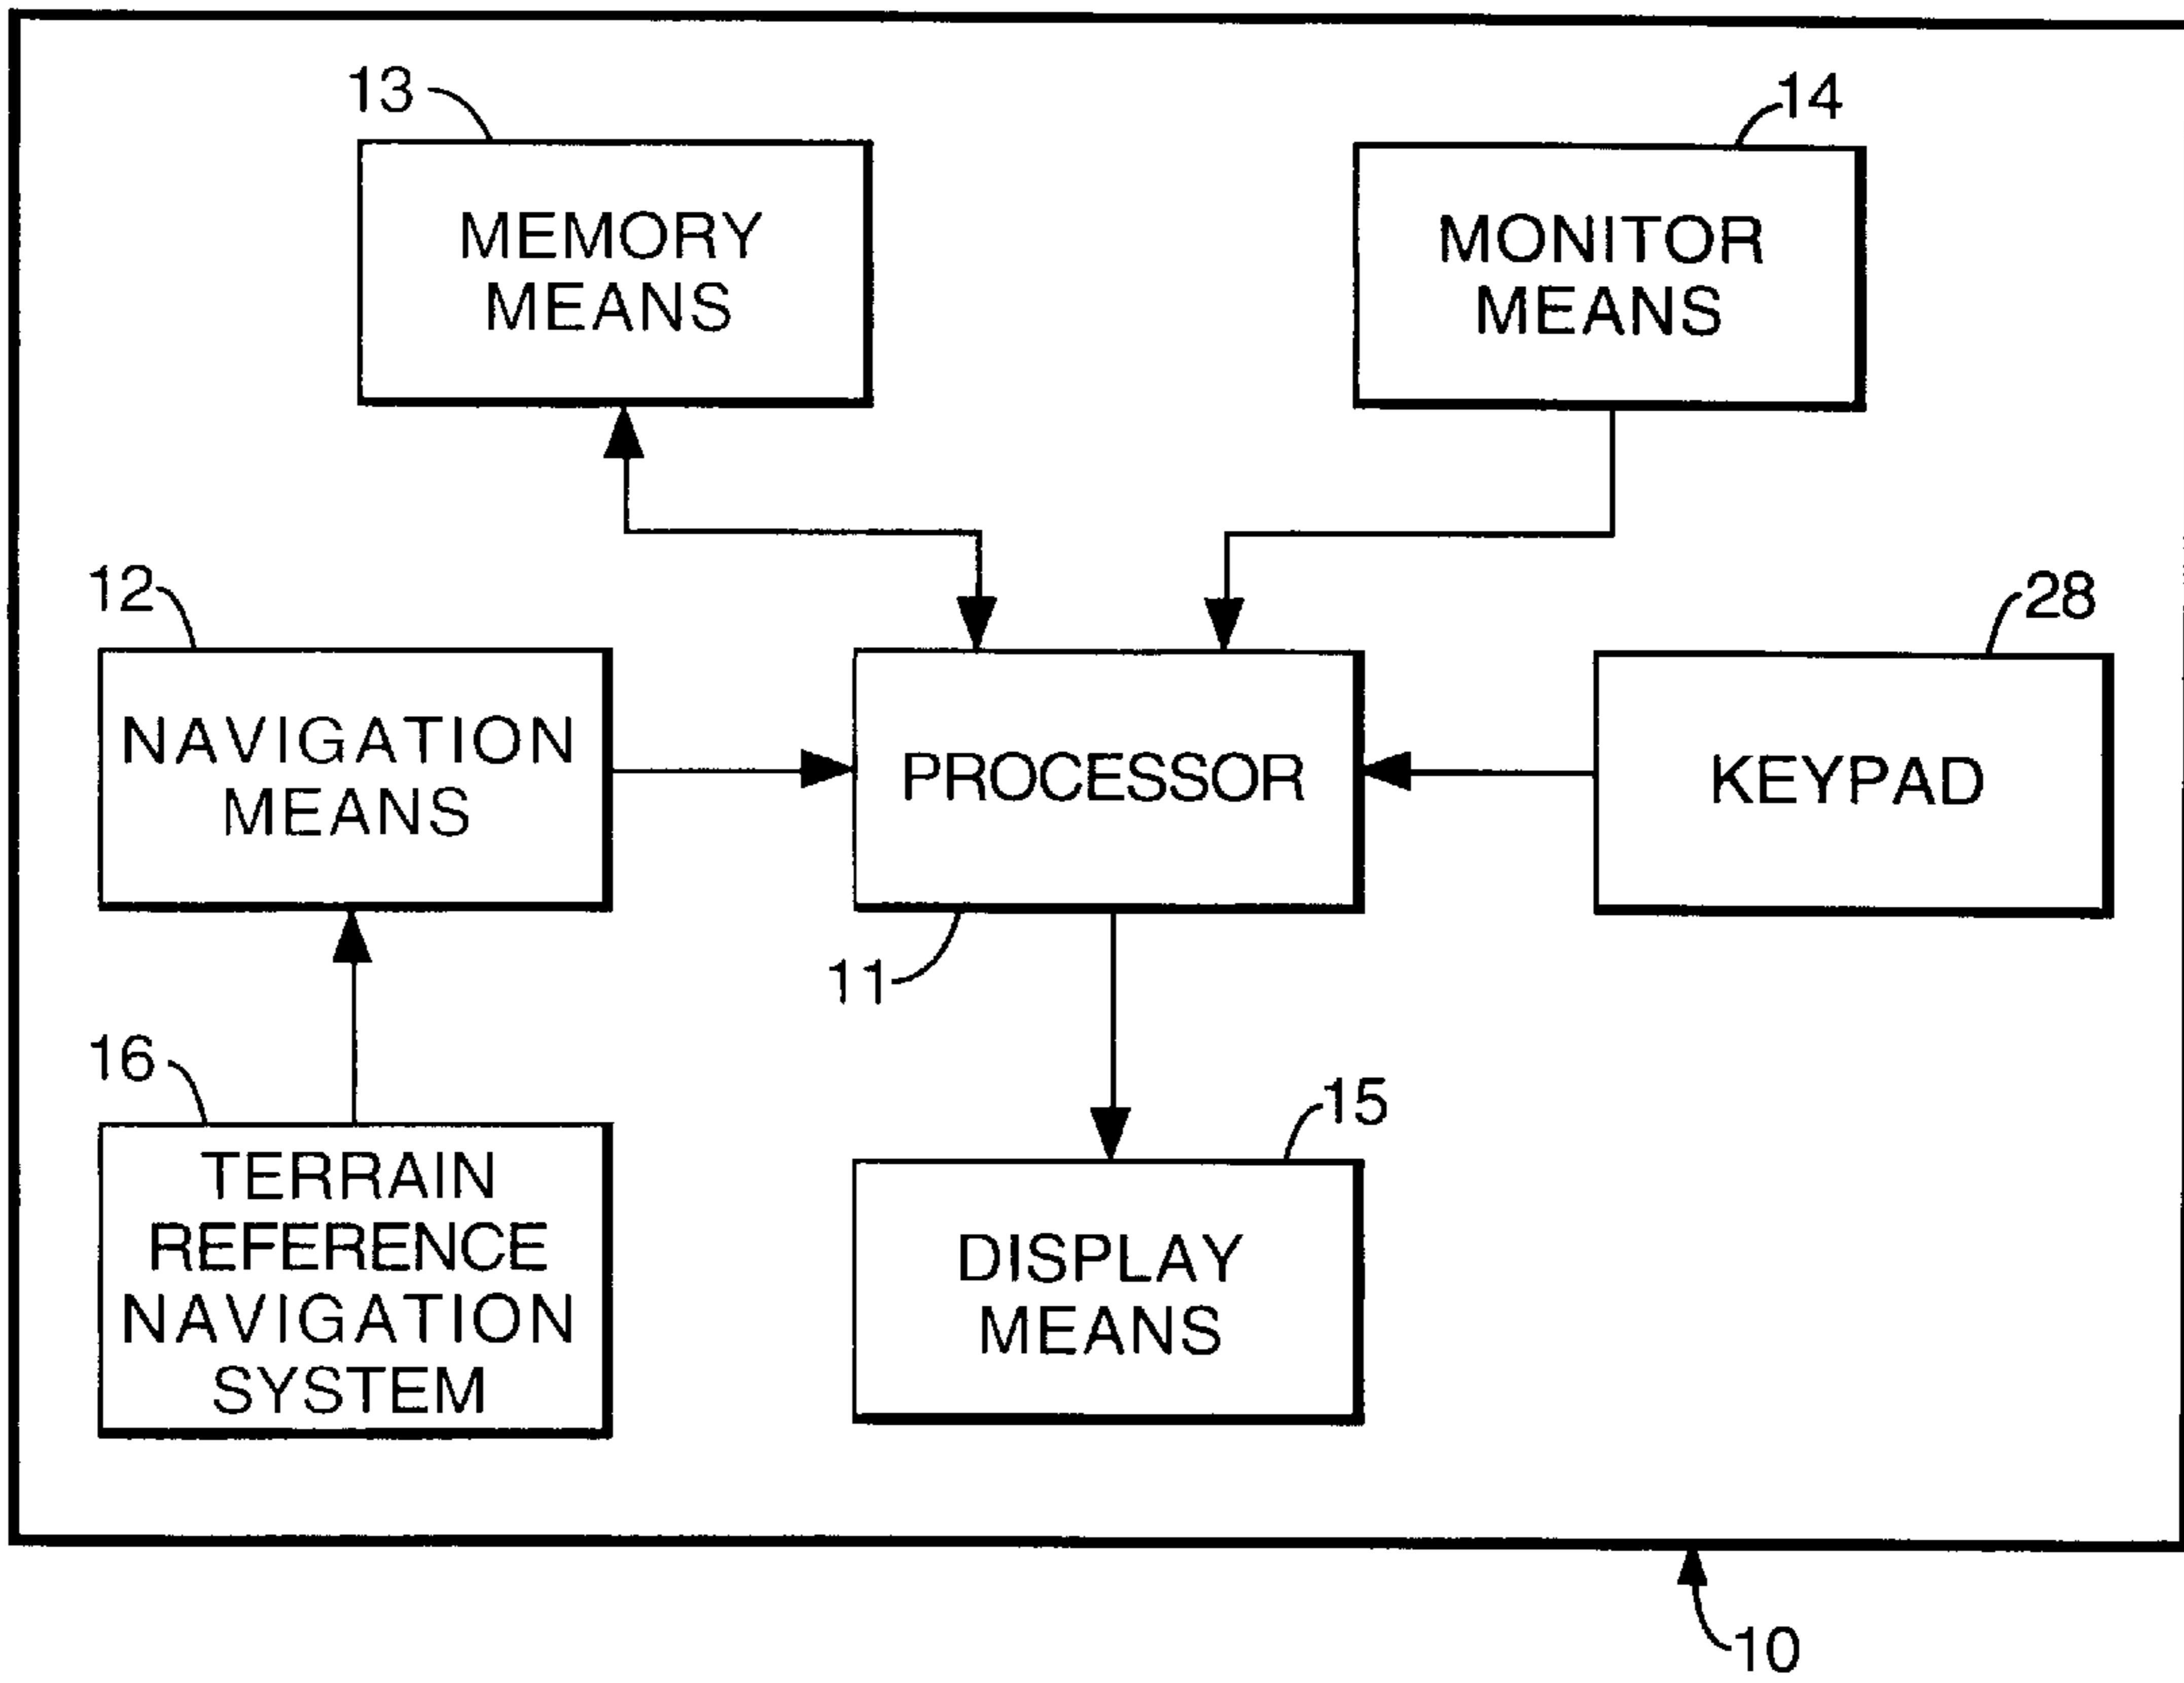 13
14
MEMORY
MEANS
MONITOR
MEANS
12
28
NAVIGATION
MEANS
PROCESSOR
KEYPAD
11
16
15
TERRAIN
REFERENCE
NAVIGATION
SYSTEM
DISPLAY
MEANS
10